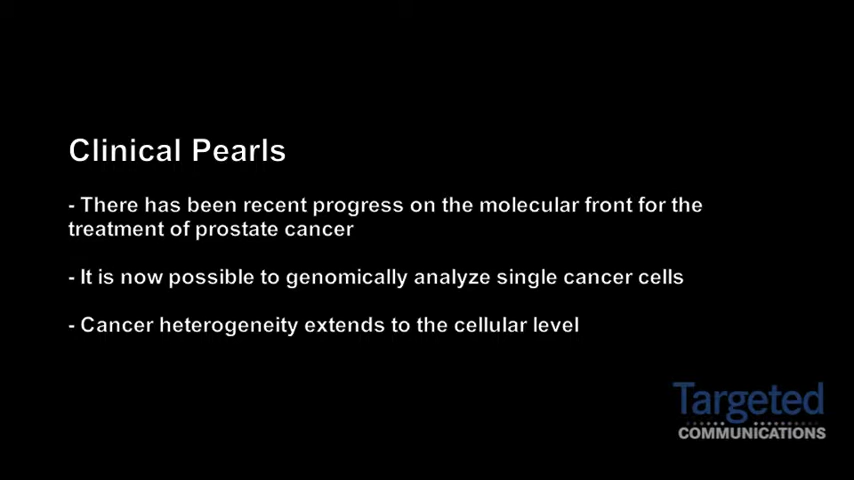 Clinical Pearls
- There has been recent progress on the molecular front for the
treatment of prostate cancer
- It is now possible to genomically analyze single cancer cells
- Cancer heterogeneity extends to the cellular level
Targeted
COMMUNICATIONS